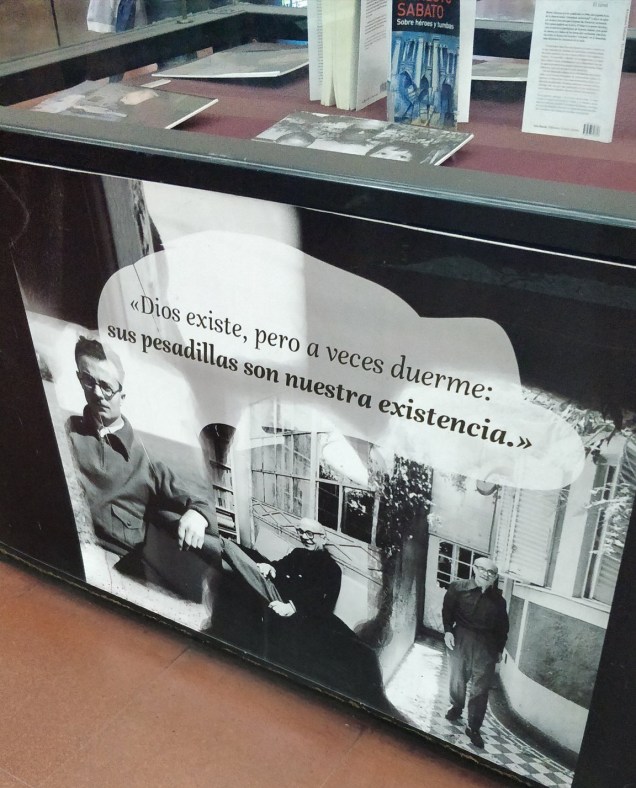 SABATO
Sobre héroes y tumbas
«Dios existe, pero a veces duerme:
sus pesadillas son nuestra existencia.»